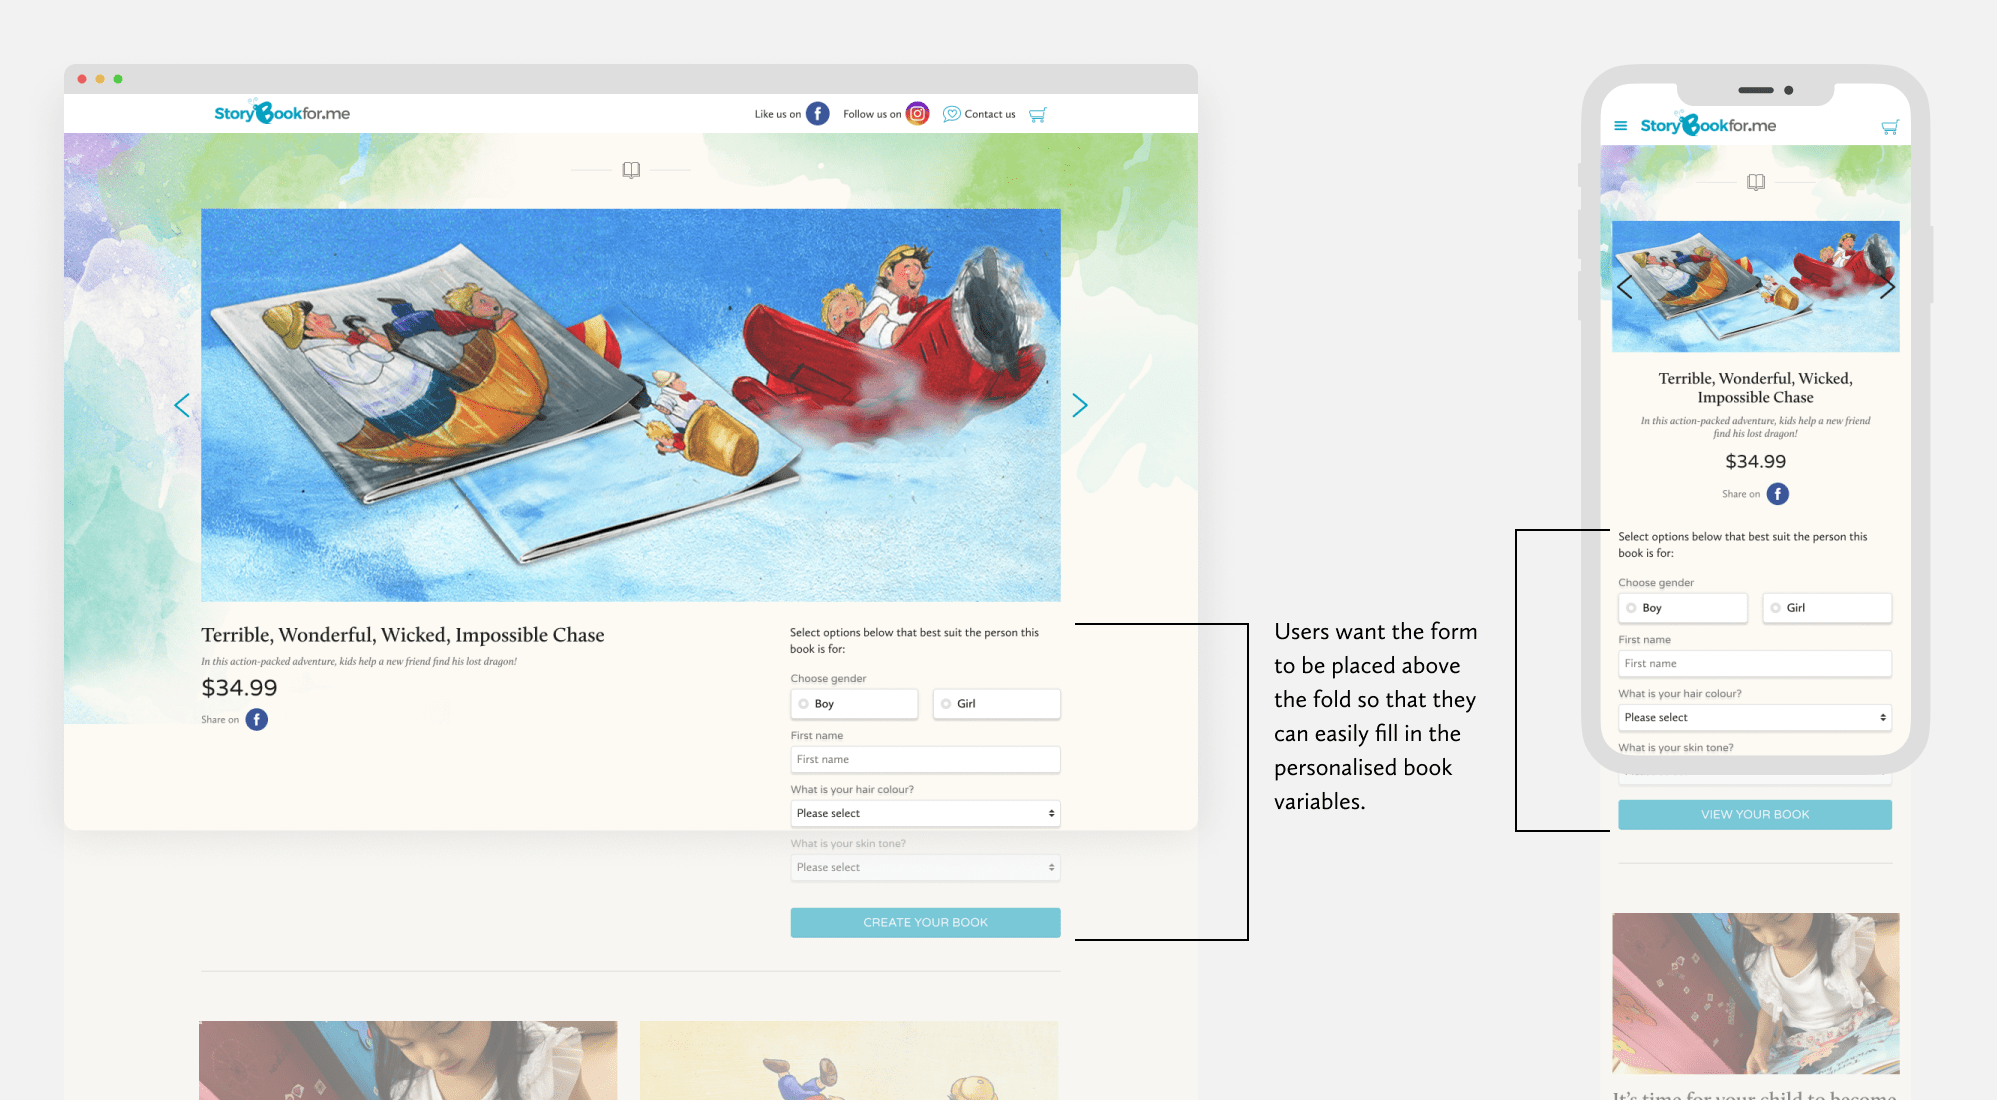 StoryBookfor.me
Like us on
Follow us on
Contact us
Terrible, Wonderful, Wicked, Impossible Chase
In this action-packed adventure, kids help a new friend find his lost dragon!
$34.99
Share on
Select options below that best suit the person this
book is for:
Choose gender
Boy
Girl
First name
First name
What is your hair colour?
Please select
What is your skin tone?
Please select
CREATE YOUR BOOK
Users want the form
to be placed above
the fold so that they
can easily fill in the
personalised book
variables.
StoryBookfor.me
Terrible, Wonderful, Wicked,
Impossible Chase
In this action-packed adventure, kids help a new friend
find his lost dragon!
$34.99
Share on
Select options below that best suit the person this
book is for:
Choose gender
Boy
Girl
First name
First name
What is your hair colour?
Please select
What is your skin tone?
VIEW YOUR BOOK
It's time for your child to become